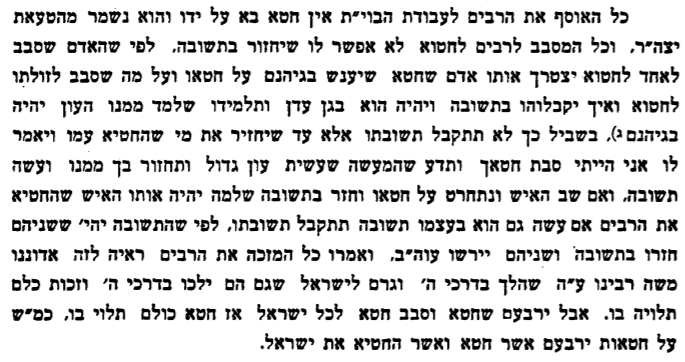 כל האוסף את הרבים לעבודת הבוי״ת אין חטא בא על ידו והוא נשמר מהטעאת
יצה״ר, וכל המסבב לרבים לחטוא לא אפשר לו שיחזור בתשובה, לפי שהאדם שסבב
לאחד לחטוא יצטרך אותו אדם שחטא שיענש בגיהנם על חטאו ועל מה שסבב לזולתו
לחטוא ואיך יקבלוהו בתשובה ויהיה הוא בגן עדן ותלמידו שלמד ממנו העון יהיה
בגיהנם ג), בשביל כך לא תתקבל תשובתו אלא עד שיחזיר את מי שהחטיא עמו ויאמר
לו אני הייתי סבת חטאך ותדע שהמעשה שעשית עון גדול ותחזור בך ממנו ועשה
תשובה, ואם שב האיש ונתחרט על חטאו וחזר בתשובה שלמה יהיה אותו האיש שהחטיא
את הרבים אם עשה גם הוא בעצמו תשובה תתקבל תשובתו, לפי שהתשובה יהי׳ ששניהם
חזרו בתשובה ושניהם יירשו עוה״ב, ואמרו כל המזכה את הרבים ראיה לזה אדוננו
משה רבינו ע״ה שהלך בדרכי ה׳ וגרם לישראל שגם הם ילכו בדרכי ה׳ וזכות כלם
תלויה בו. אבל ירבעם שחטא וסבב חטא לכל ישראל אז חטא כולם תלוי בו, כמ״ש
על חטאות ירבעם אשר חטא ואשר החטיא את ישראל.